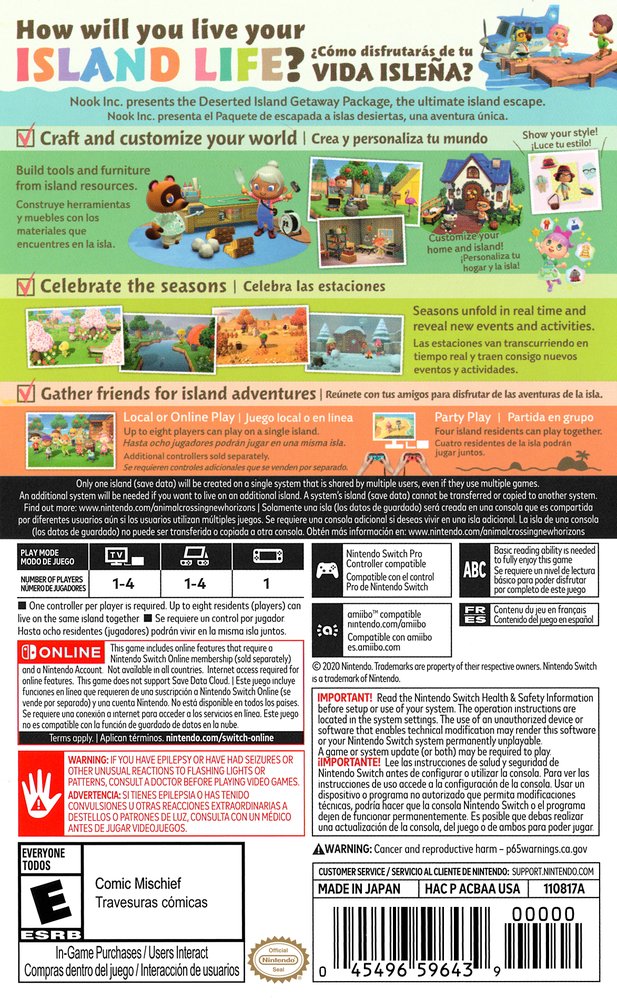 How will you live your
ISLAND LIFE?
¿Cómo disfrutarás de tu
VIDA ISLEÑA?
Nook Inc. presents the Deserted Island Getaway Package, the ultimate island escape.
Nook Inc. presenta el Paquete de escapada a islas desiertas, una aventura única.
Craft and customize your world | Crea y personaliza tu mundo
Show your style!
¡Luce tu estilo!
Build tools and furniture
from island resources.
Construye herramientas
y muebles con los
materiales que
encuentres en la isla.
Customize your
home and island!
¡Personaliza tu
hogar y la isla!
Celebrate the seasons | Celebra las estaciones
Seasons unfold in real time and
reveal new events and activities.
Las estaciones van transcurriendo en
tiempo real y traen consigo nuevos
eventos y actividades.
Gather friends for island adventures | Reúnete con tus amigos para disfrutar de las aventuras de la isla.
Local or Online Play | Juego local o en línea
Up to eight players can play on a single island.
Hasta ocho jugadores podrán jugar en una misma isla.
Additional controllers sold separately.
Se requieren controles adicionales que se venden por separado.
Party Play | Partida en grupo
Four island residents can play together.
Cuatro residentes de la isla podrán
jugar juntos.
Only one island (save data) will be created on a single system that is shared by multiple users, even if they use multiple games.
An additional system will be needed if you want to live on an additional island. A system's island (save data) cannot be transferred or copied to another system.
Find out more: www.nintendo.com/animalcrossingnewhorizons | Solamente una isla (los datos de guardado) será creada en una consola que es compartida
por diferentes usuarios aún si los usuarios utilizan múltiples juegos. Se requiere una consola adicional si deseas vivir en una isla adicional. La isla de una consola
(los datos de guardado) no puede ser transferida o copiada a otra consola. Obtén más información en: www.nintendo.com/animalcrossingnewhorizons
PLAY MODE
MODO DE JUEGO
TV
NUMBER OF PLAYERS
NÚMERO DE JUGADORES
1-4
1-4
1
■ One controller per player is required. Up to eight residents (players) can
live on the same island together ■ Se requiere un control por jugador
Hasta ocho residentes (jugadores) podrán vivir en la misma isla juntos.
Nintendo Switch Pro
Controller compatible
Compatible con el control
Pro de Nintendo Switch
ABC
Basic reading ability is needed
to fully enjoy this game
Se requiere un nivel de lectura
básico para poder disfrutar
por completo de este juego
amiibo™ compatible
nintendo.com/amiibo
Compatible con amiibo
es.amiibo.com
FR
ES
Contenu du jeu en français
Contenido del juego en español
© 2020 Nintendo. Trademarks are property of their respective owners. Nintendo Switch
is a trademark of Nintendo.
ONLINE
This game includes online features that require a
Nintendo Switch Online membership (sold separately)
and a Nintendo Account. Not available in all countries. Internet access required for
online features. This game does not support Save Data Cloud. | Este juego incluye
funciones en línea que requieren de una suscripción a Nintendo Switch Online (se
vende por separado) y una cuenta Nintendo. No está disponible en todos los países.
Se requiere una conexión a internet para acceder a los servicios en línea. Este juego
no es compatible con la función de guardado de datos en la nube.
Terms apply. | Aplican términos. nintendo.com/switch-online
WARNING: IF YOU HAVE EPILEPSY OR HAVE HAD SEIZURES OR
OTHER UNUSUAL REACTIONS TO FLASHING LIGHTS OR
PATTERNS, CONSULT A DOCTOR BEFORE PLAYING VIDEO GAMES.
ADVERTENCIA: SI TIENES EPILEPSIA O HAS TENIDO
CONVULSIONES U OTRAS REACCIONES EXTRAORDINARIAS A
DESTELLOS O PATRONES DE LUZ, CONSULTA CON UN MÉDICO
ANTES DE JUGAR VIDEOJUEGOS.
IMPORTANT! Read the Nintendo Switch Health & Safety Information
before setup or use of your system. The operation instructions are
located in the system settings. The use of an unauthorized device or
software that enables technical modification may render this software
or your Nintendo Switch system permanently unplayable.
A game or system update (or both) may be required to play.
¡IMPORTANTE! Lee las instrucciones de salud y seguridad de
Nintendo Switch antes de configurar o utilizar la consola. Para ver las
instrucciones de uso accede a la configuración de la consola. Usar un
dispositivo o programa no autorizado que permita modificaciones
técnicas, podría hacer que la consola Nintendo Switch o el programa
dejen de funcionar permanentemente. Es posible que debas realizar
una actualización de la consola, del juego o de ambos para poder jugar.
WARNING: Cancer and reproductive harm – p65warnings.ca.gov
CUSTOMER SERVICE / SERVICIO AL CLIENTE DE NINTENDO: SUPPORT.NINTENDO.COM
MADE IN JAPAN
HAC P ACBAA USA
110817A
EVERYONE
TODOS
E
ESRB
Comic Mischief
Travesuras cómicas
In-Game Purchases / Users Interact
Compras dentro del juego / Interacción de usuarios
Official
Nintendo
Seal
00000
0 45496 59643 9